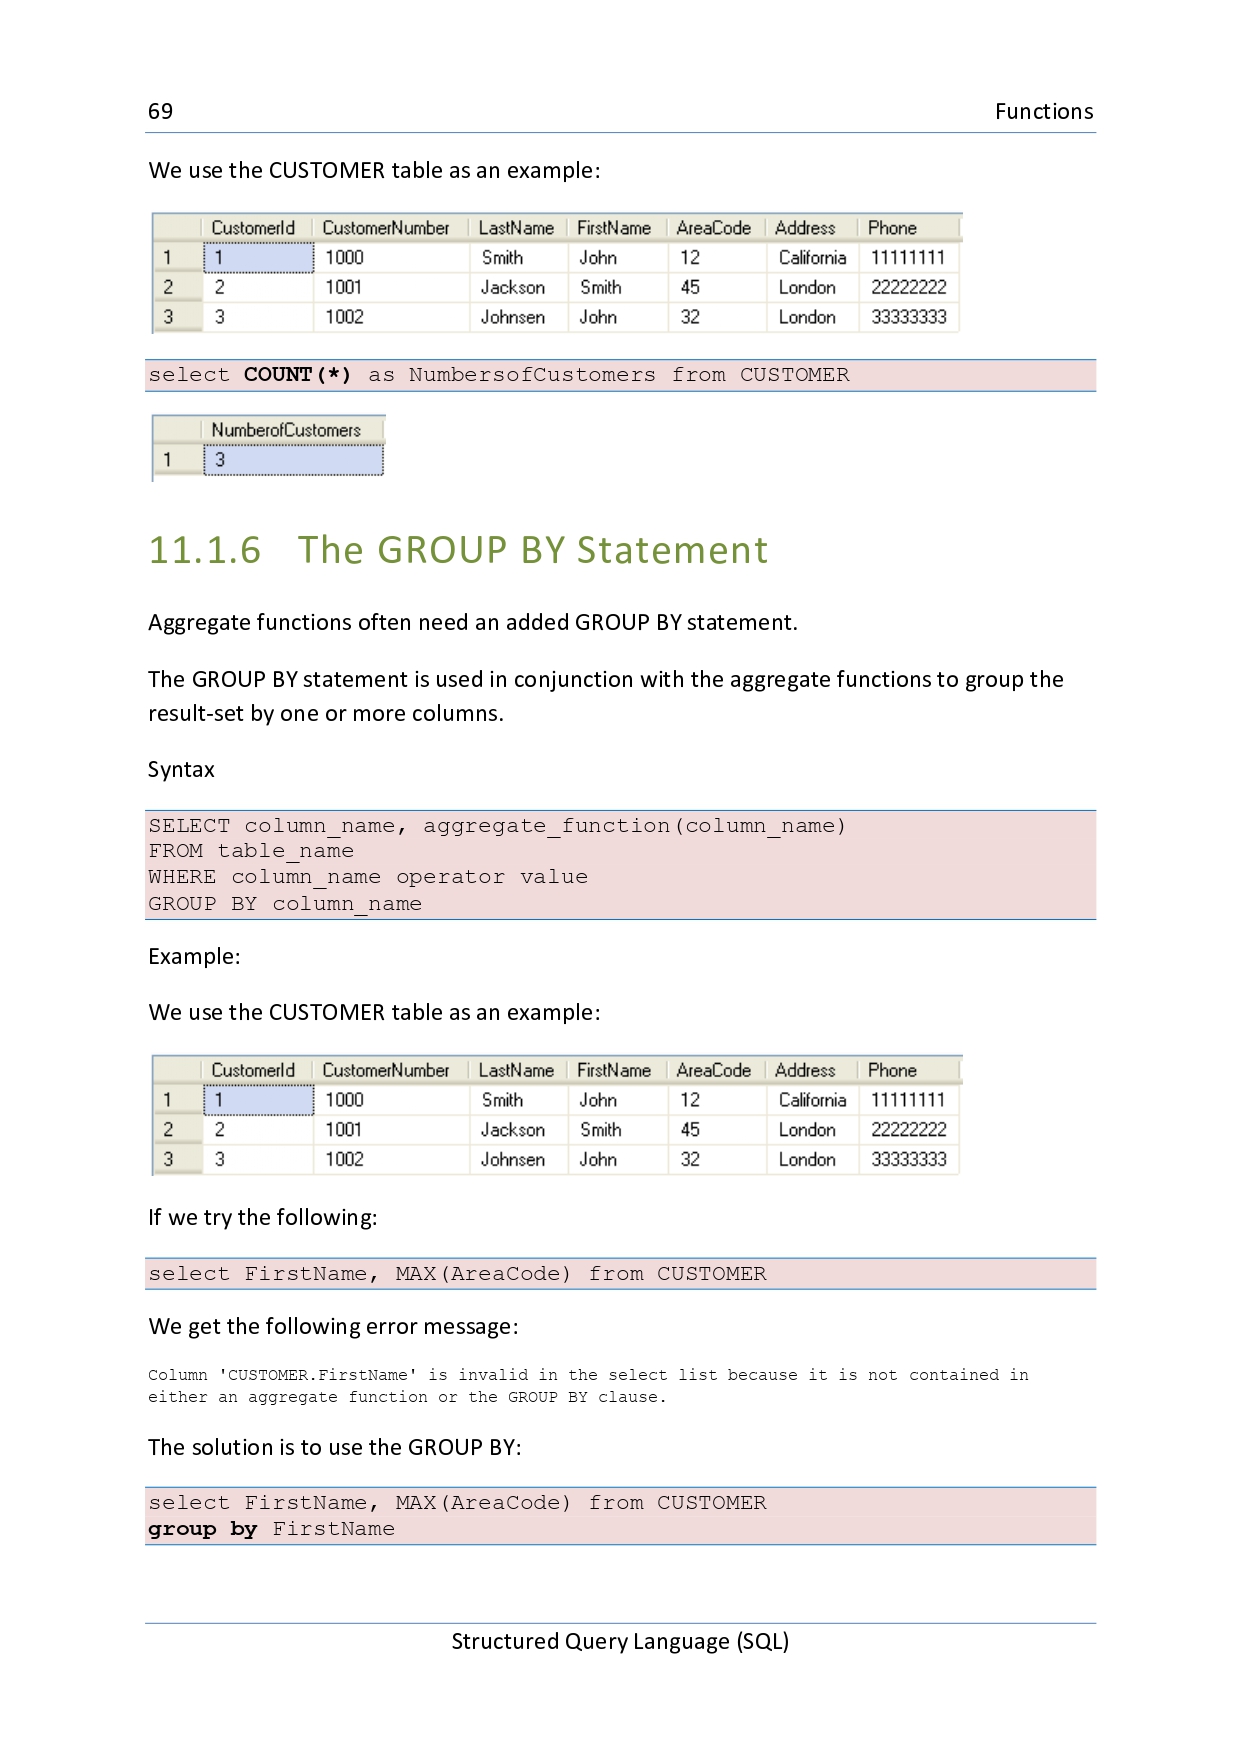 69 Functions
We use the CUSTOMER table as an example:
CustomerId CustomerNumber LastName FirstName AreaCode Address Phone
1 1 1000 Smith John 12 California 11111111
2 2 1001 Jackson Smith 45 London 22222222
3 3 1002 Johnsen John 32 London 33333333
select COUNT(*) as NumbersofCustomers from CUSTOMER
NumberofCustomers
1 3
11.1.6 The GROUP BY Statement
Aggregate functions often need an added GROUP BY statement.
The GROUP BY statement is used in conjunction with the aggregate functions to group the
result-set by one or more columns.
Syntax
SELECT column_name, aggregate_function(column_name)
FROM table_name
WHERE column_name operator value
GROUP BY column_name
Example:
We use the CUSTOMER table as an example:
CustomerId CustomerNumber LastName FirstName AreaCode Address Phone
1 1 1000 Smith John 12 California 11111111
2 2 1001 Jackson Smith 45 London 22222222
3 3 1002 Johnsen John 32 London 33333333
If we try the following:
select FirstName, MAX(AreaCode) from CUSTOMER
We get the following error message:
Column 'CUSTOMER.FirstName' is invalid in the select list because it is not contained in
either an aggregate function or the GROUP BY clause.
The solution is to use the GROUP BY:
select FirstName, MAX(AreaCode) from CUSTOMER
group by FirstName
Structured Query Language (SQL)